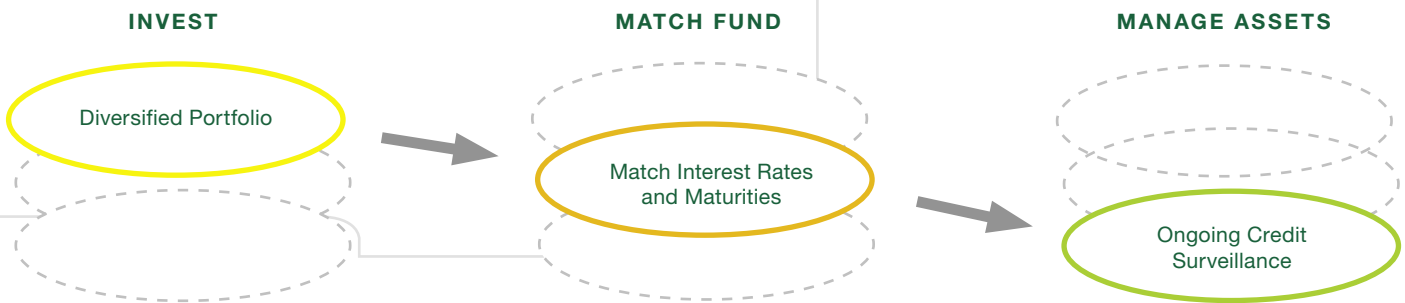 INVEST
MATCH FUND
MANAGE ASSETS
Diversified Portfolio
Match Interest Rates
and Maturities
Ongoing Credit
Surveillance